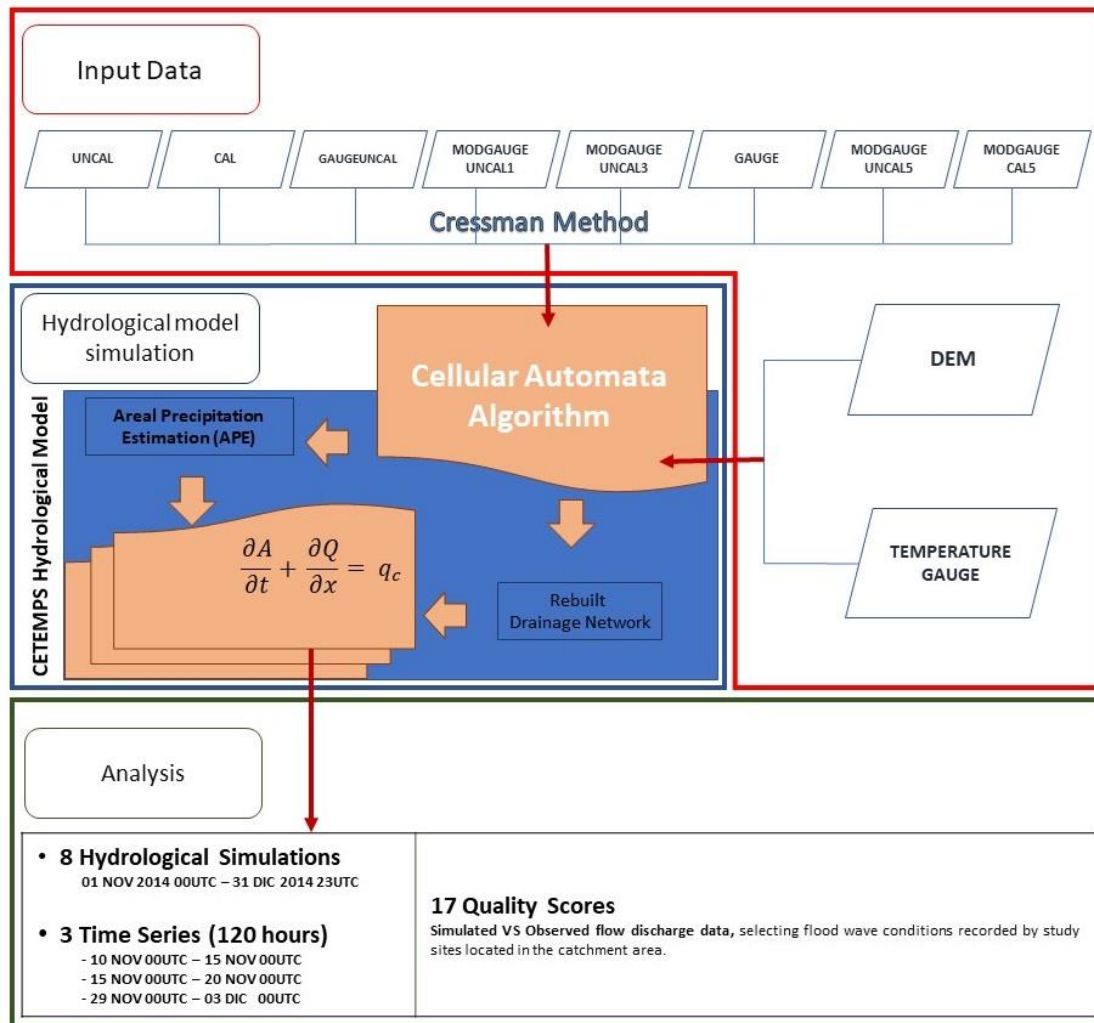 Input Data
UNCAL
CAL
GAUGEUNCAL
MODGAUGE
UNCAL1
MODGAUGE
UNCAL3
GAUGE
MODGAUGE
UNCAL5
MODGAUGE
CAL5
Cressman Method
Hydrological model
simulation
Cellular Automata
Algorithm
DEM
TEMPERATURE
GAUGE
CETEMPS Hydrological Model
Areal Precipitation
Estimation (APE)
∂A/∂t + ∂Q/∂x = q_c
Rebuilt
Drainage Network
Analysis
• 8 Hydrological Simulations
01 NOV 2014 00UTC – 31 DIC 2014 23UTC
• 3 Time Series (120 hours)
- 10 NOV 00UTC – 15 NOV 00UTC
- 15 NOV 00UTC – 20 NOV 00UTC
- 29 NOV 00UTC – 03 DIC 00UTC
17 Quality Scores
Simulated VS Observed flow discharge data, selecting flood wave conditions recorded by study
sites located in the catchment area.